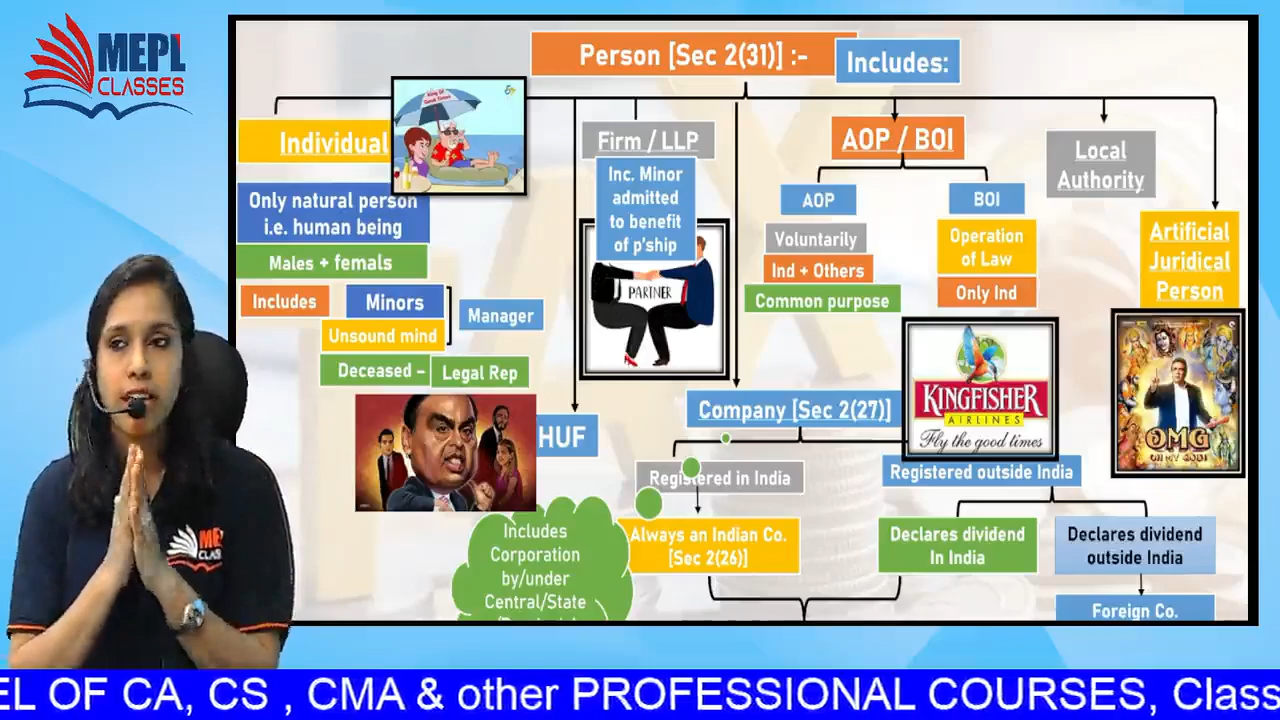 MEPL
CLASSES
Person [Sec 2(31)] :-
Includes:
Individual
Only natural person
i.e. human being
Males + femals
Includes
Minors
Unsound mind
Manager
Deceased –
Legal Rep
HUF
Firm / LLP
Inc. Minor
admitted
to benefit
of p'ship
PARTNER
AOP / BOI
AOP
Voluntarily
Ind + Others
Common purpose
BOI
Operation
of Law
Only Ind
Local
Authority
Artificial
Juridical
Person
KINGFISHER
AIRLINES
Fly the good times
OMG
OH MY GOD!
Company [Sec 2(27)]
Registered in India
Always an Indian Co.
[Sec 2(26)]
Includes
Corporation
by/under
Central/State
Registered outside India
Declares dividend
In India
Declares dividend
outside India
Foreign Co.
EL OF CA, CS , CMA & other PROFESSIONAL COURSES, Class